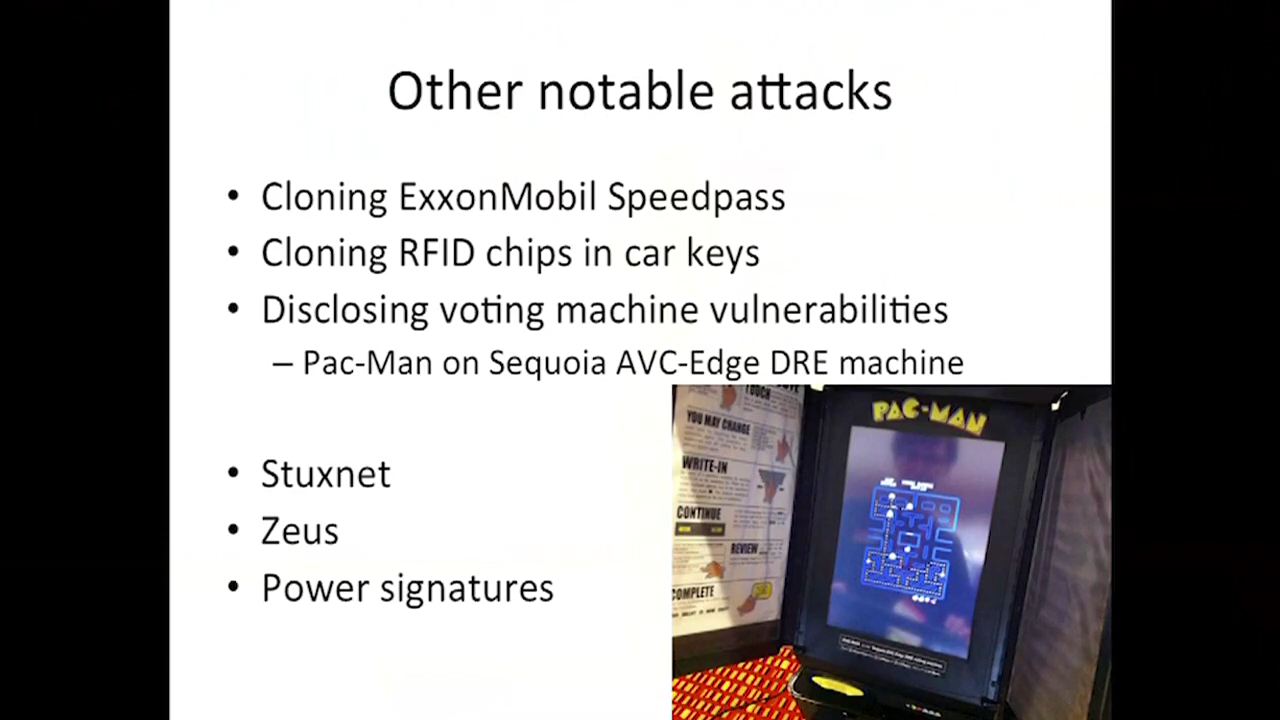 Other notable attacks
• Cloning ExxonMobil Speedpass
• Cloning RFID chips in car keys
• Disclosing voting machine vulnerabilities
– Pac-Man on Sequoia AVC-Edge DRE machine
• Stuxnet
• Zeus
• Power signatures
TOUCH
YOU MAY CHANGE
WRITE-IN
CONTINUE
REVIEW
COMPLETE
PAC-MAN